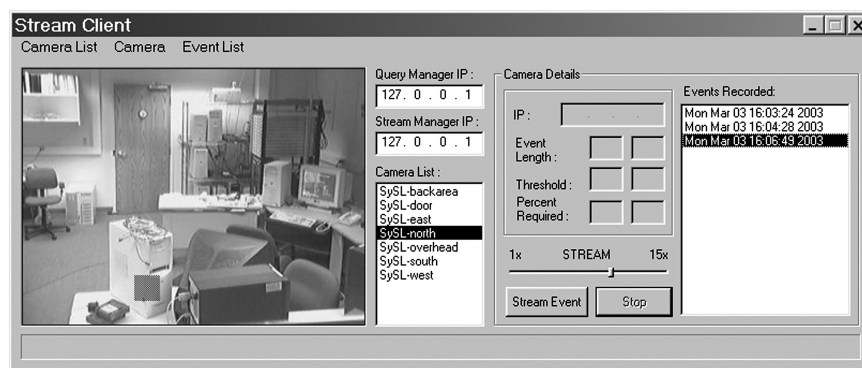 Stream Client
Camera List Camera Event List
Query Manager IP :
127. 0 . 0 . 1
Stream Manager IP :
127. 0 . 0 . 1
Camera List :
SySL-backarea
SySL-door
SySL-east
SySL-north
SySL-overhead
SySL-south
SySL-west
Camera Details
IP :
Event
Length :
Threshold :
Percent
Required :
1x STREAM 15x
Stream Event Stop
Events Recorded:
Mon Mar 03 16:03:24 2003
Mon Mar 03 16:04:28 2003
Mon Mar 03 16:06:49 2003